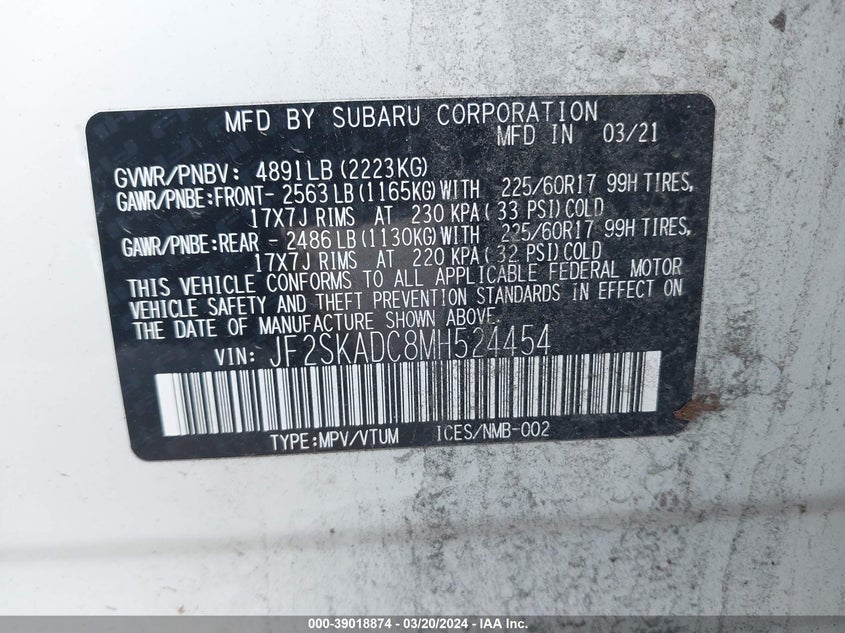 MFD BY SUBARU CORPORATION
MFD IN 03/21
GVWR/PNBV: 4891LB (2223KG)
GAWR/PNBE:FRONT- 2563 LB (1165KG) WITH 225/60R17 99H TIRES,
17X7J RIMS AT 230 KPA ( 33 PSI) COLD
GAWR/PNBE:REAR - 2486 LB (1130KG) WITH 225/60R17 99H TIRES,
17X7J RIMS AT 220 KPA ( 32 PSI) COLD
THIS VEHICLE CONFORMS TO ALL APPLICABLE FEDERAL MOTOR
VEHICLE SAFETY AND THEFT PREVENTION STANDARDS IN EFFECT ON
THE DATE OF MANUFACTURE SHOWN ABOVE.
VIN: JF2SKADC8MH524454
TYPE:MPV/VTUM ICES/NMB-002
000-39018874 - 03/20/2024 - IAA Inc.